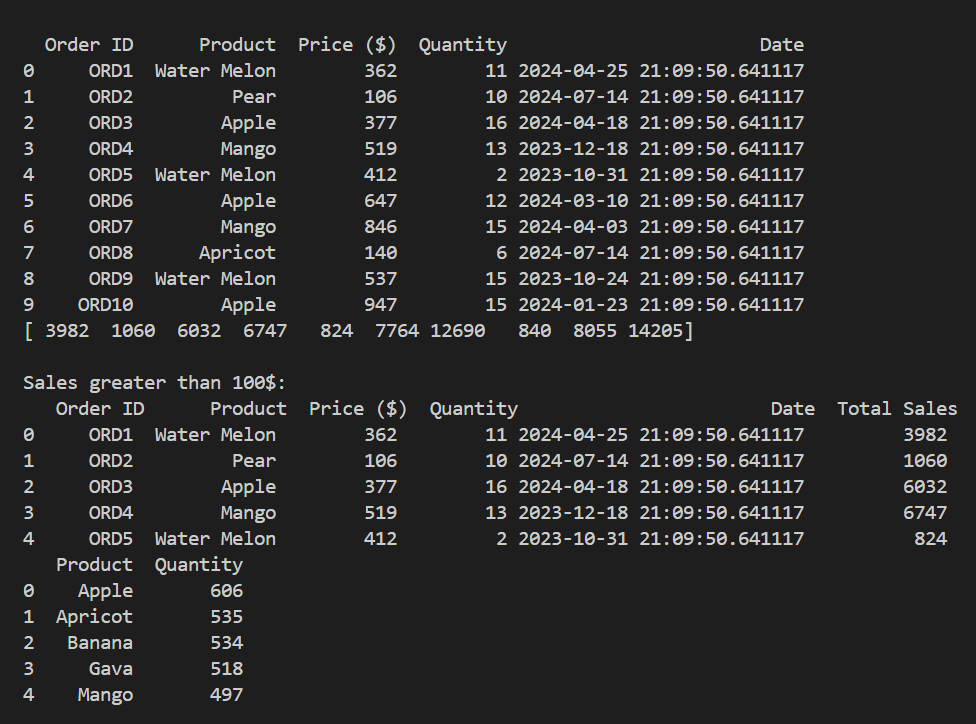 Order ID Product Price ($) Quantity Date
0 ORD1 Water Melon 362 11 2024-04-25 21:09:50.641117
1 ORD2 Pear 106 10 2024-07-14 21:09:50.641117
2 ORD3 Apple 377 16 2024-04-18 21:09:50.641117
3 ORD4 Mango 519 13 2023-12-18 21:09:50.641117
4 ORD5 Water Melon 412 2 2023-10-31 21:09:50.641117
5 ORD6 Apple 647 12 2024-03-10 21:09:50.641117
6 ORD7 Mango 846 15 2024-04-03 21:09:50.641117
7 ORD8 Apricot 140 6 2024-07-14 21:09:50.641117
8 ORD9 Water Melon 537 15 2023-10-24 21:09:50.641117
9 ORD10 Apple 947 15 2024-01-23 21:09:50.641117
[ 3982 1060 6032 6747 824 7764 12690 840 8055 14205]
Sales greater than 100$:
Order ID Product Price ($) Quantity Date Total Sales
0 ORD1 Water Melon 362 11 2024-04-25 21:09:50.641117 3982
1 ORD2 Pear 106 10 2024-07-14 21:09:50.641117 1060
2 ORD3 Apple 377 16 2024-04-18 21:09:50.641117 6032
3 ORD4 Mango 519 13 2023-12-18 21:09:50.641117 6747
4 ORD5 Water Melon 412 2 2023-10-31 21:09:50.641117 824
Product Quantity
0 Apple 606
1 Apricot 535
2 Banana 534
3 Gava 518
4 Mango 497